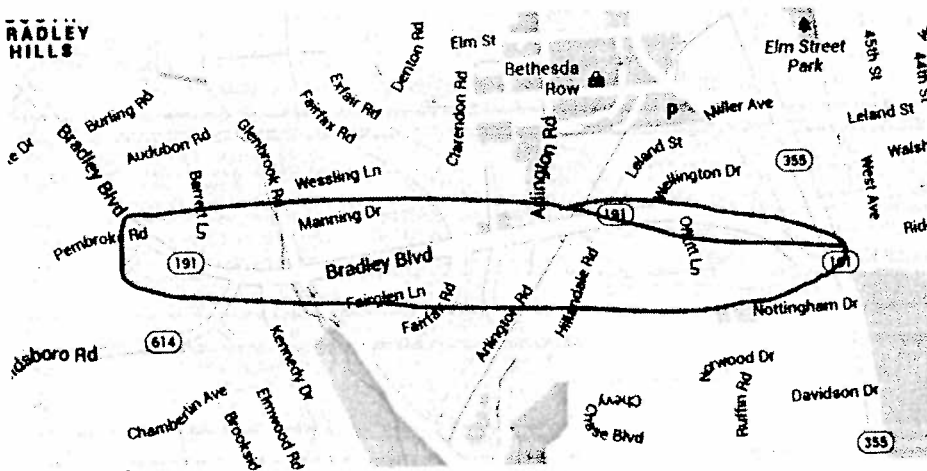 RADLEY
HILLS
Burling Rd
Bradley Blvd
Audubon Rd
Glenbrook Rd
Exfair Rd
Fairfax Rd
Denton Rd
Elm St
Clarendon Rd
Bethesda
Row
Elm Street
Park
45th St
44th St
P
Miller Ave
Leland St
Leland St
Arlington Rd
Wellington Dr
355
West Ave
Wessling Ln
Barrett Ln
Manning Dr
Pembroke Rd
191
191
191
Offutt Ln
Bradley Blvd
Fairglen Ln
Fairfax Rd
Arlington Rd
Hillandale Rd
Nottingham Dr
614
dsboro Rd
Kennedy Dr
Norwood Dr
Chamberlin Ave
Brooksid
Elmwood Rd
Chevy
Chase Blvd
Ruffin Rd
Davidson Dr
355